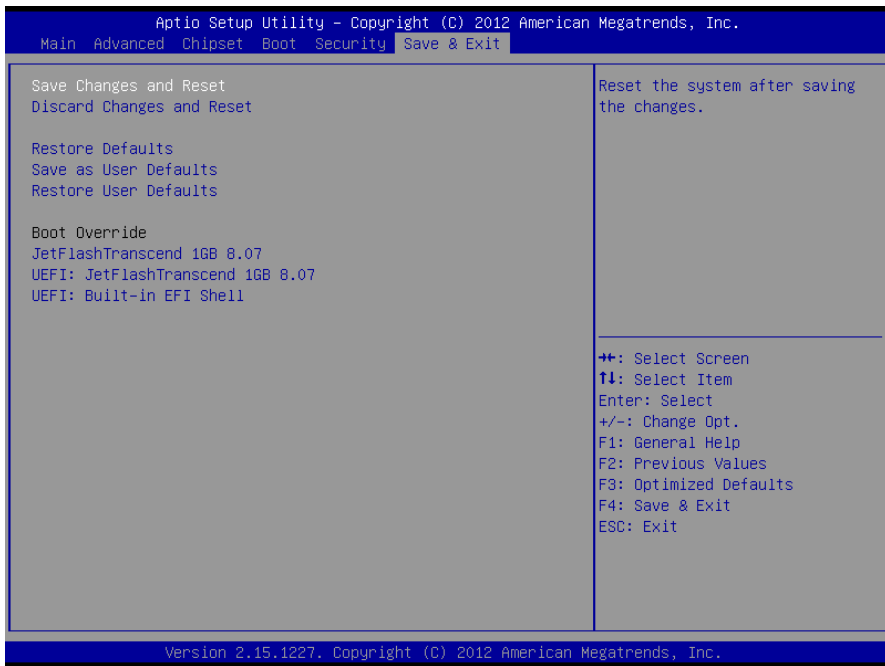 Aptio Setup Utility – Copyright (C) 2012 American Megatrends, Inc.
Main Advanced Chipset Boot Security Save & Exit
Save Changes and Reset
Discard Changes and Reset
Restore Defaults
Save as User Defaults
Restore User Defaults
Boot Override
JetFlashTranscend 1GB 8.07
UEFI: JetFlashTranscend 1GB 8.07
UEFI: Built-in EFI Shell
Reset the system after saving
the changes.
→←: Select Screen
↑↓: Select Item
Enter: Select
+/-: Change Opt.
F1: General Help
F2: Previous Values
F3: Optimized Defaults
F4: Save & Exit
ESC: Exit
Version 2.15.1227. Copyright (C) 2012 American Megatrends, Inc.